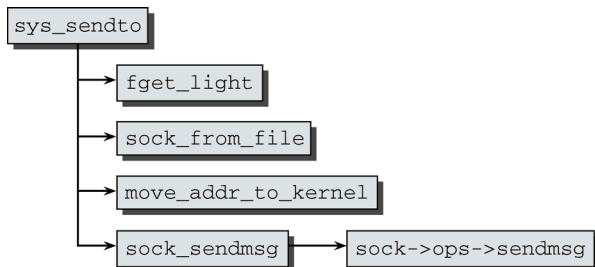 sys_sendto
fget_light
sock_from_file
move_addr_to_kernel
sock_sendmsg
sock->ops->sendmsg